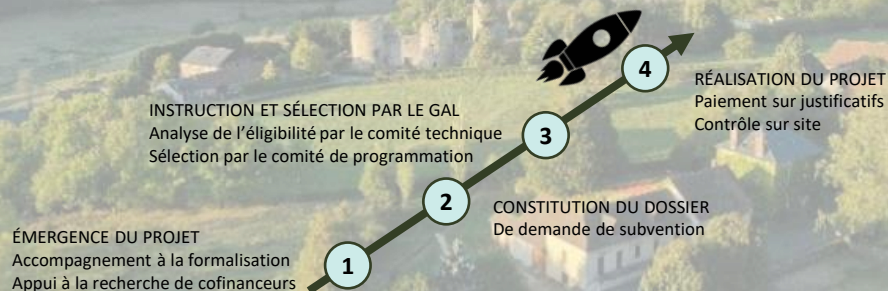 4
RÉALISATION DU PROJET
Paiement sur justificatifs
Contrôle sur site
INSTRUCTION ET SÉLECTION PAR LE GAL
Analyse de l’éligibilité par le comité technique
Sélection par le comité de programmation
3
2
CONSTITUTION DU DOSSIER
De demande de subvention
ÉMERGENCE DU PROJET
Accompagnement à la formalisation
Appui à la recherche de cofinanceurs
1